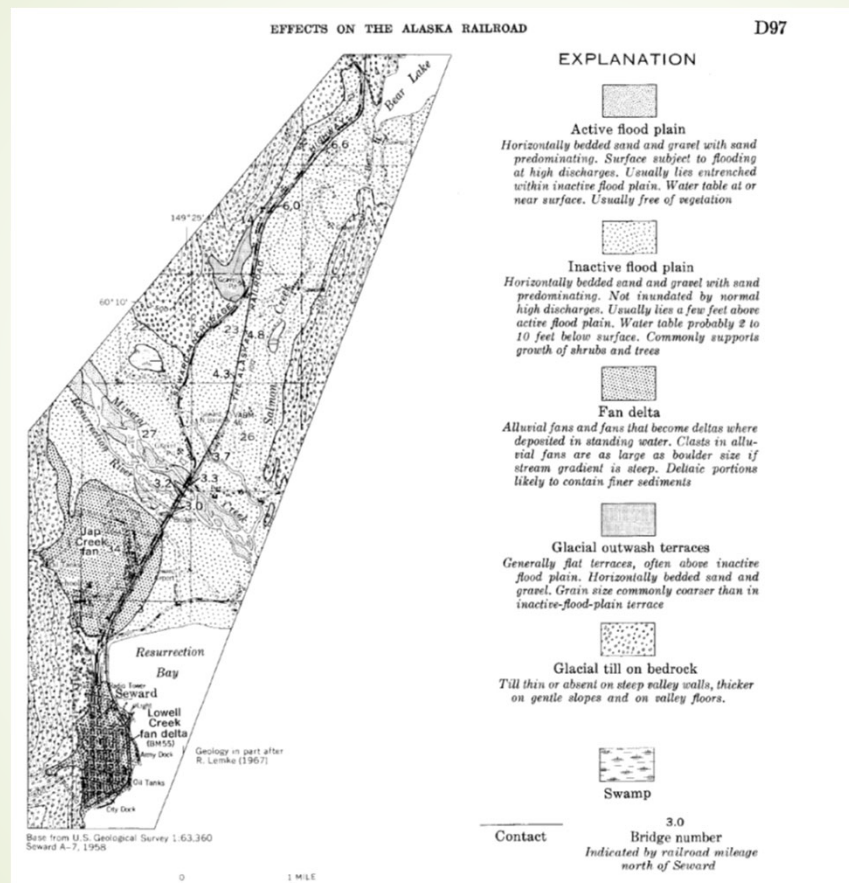 EFFECTS ON THE ALASKA RAILROAD
D97
Bear Lake
6.6
6.0
149°25'
60°10'
23
4.8
4.3
Creek
Salmon
Mineral
27
Resurrection River
26
3.7
3.2
3.3
3.0
Creek
Jap
Creek
fan
34
Resurrection
Bay
Radio Tower
Seward
Light
Lowell
Creek
fan delta
(BM55)
Army Dock
Oil Tanks
City Dock
Geology in part after
R. Lemke (1967)
Base from U.S. Geological Survey 1:63,360
Seward A-7, 1958
0 1 MILE
EXPLANATION
Active flood plain
Horizontally bedded sand and gravel with sand
predominating. Surface subject to flooding
at high discharges. Usually lies entrenched
within inactive flood plain. Water table at or
near surface. Usually free of vegetation
Inactive flood plain
Horizontally bedded sand and gravel with sand
predominating. Not inundated by normal
high discharges. Usually lies a few feet above
active flood plain. Water table probably 2 to
10 feet below surface. Commonly supports
growth of shrubs and trees
Fan delta
Alluvial fans and fans that become deltas where
deposited in standing water. Clasts in allu-
vial fans are as large as boulder size if
stream gradient is steep. Deltaic portions
likely to contain finer sediments
Glacial outwash terraces
Generally flat terraces, often above inactive
flood plain. Horizontally bedded sand and
gravel. Grain size commonly coarser than in
inactive-flood-plain terrace
Glacial till on bedrock
Till thin or absent on steep valley walls, thicker
on gentle slopes and on valley floors.
Swamp
Contact
3.0
Bridge number
Indicated by railroad mileage
north of Seward